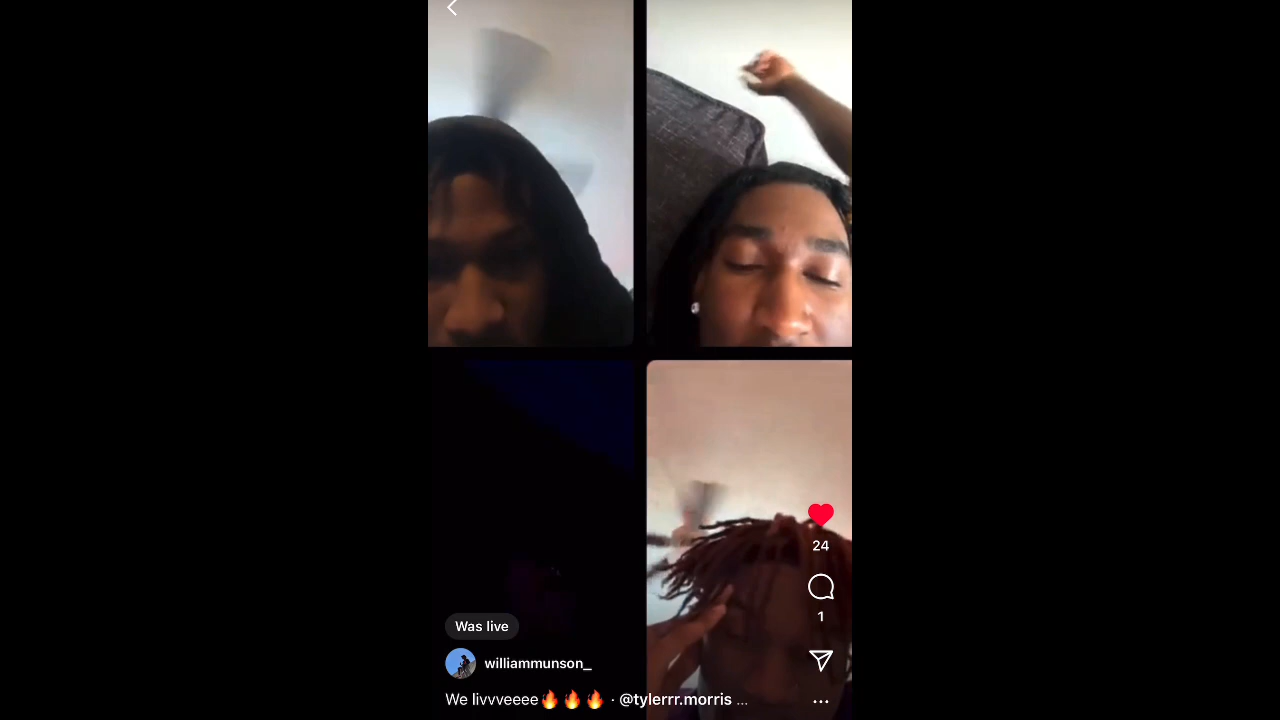 24
1
Was live
williammunson_
We livvveeee🔥🔥🔥 · @tylerrr.morris ...